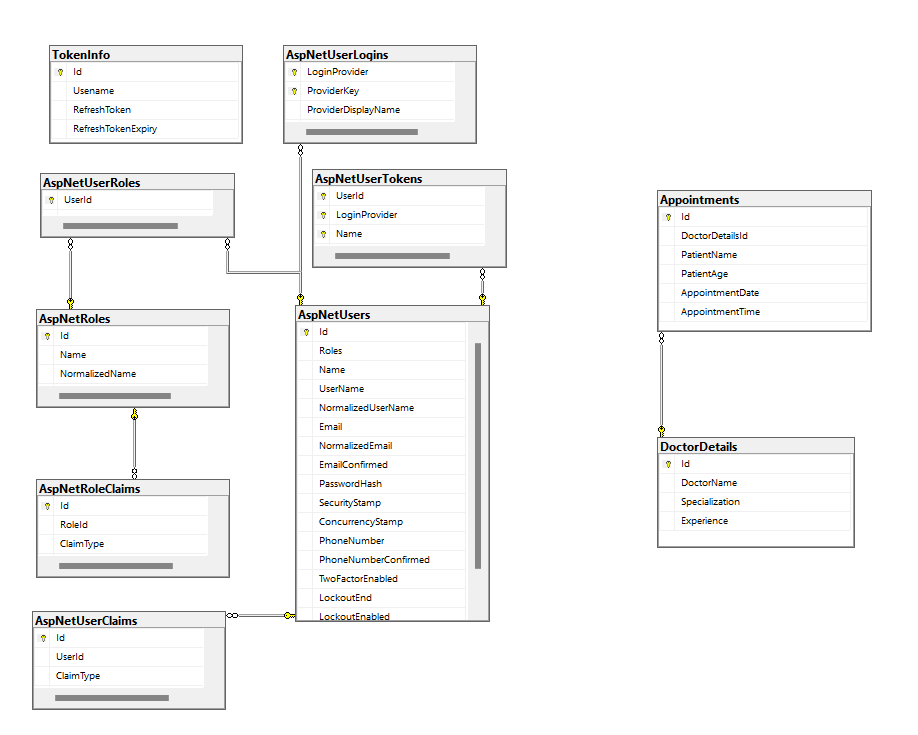 TokenInfo
Id
Usename
RefreshToken
RefreshTokenExpiry
AspNetUserLogins
LoginProvider
ProviderKey
ProviderDisplayName
AspNetUserRoles
UserId
AspNetUserTokens
UserId
LoginProvider
Name
Appointments
Id
DoctorDetailsId
PatientName
PatientAge
AppointmentDate
AppointmentTime
AspNetRoles
Id
Name
NormalizedName
AspNetUsers
Id
Roles
Name
UserName
NormalizedUserName
Email
NormalizedEmail
EmailConfirmed
PasswordHash
SecurityStamp
ConcurrencyStamp
PhoneNumber
PhoneNumberConfirmed
TwoFactorEnabled
LockoutEnd
LockoutEnabled
DoctorDetails
Id
DoctorName
Specialization
Experience
AspNetRoleClaims
Id
RoleId
ClaimType
AspNetUserClaims
Id
UserId
ClaimType